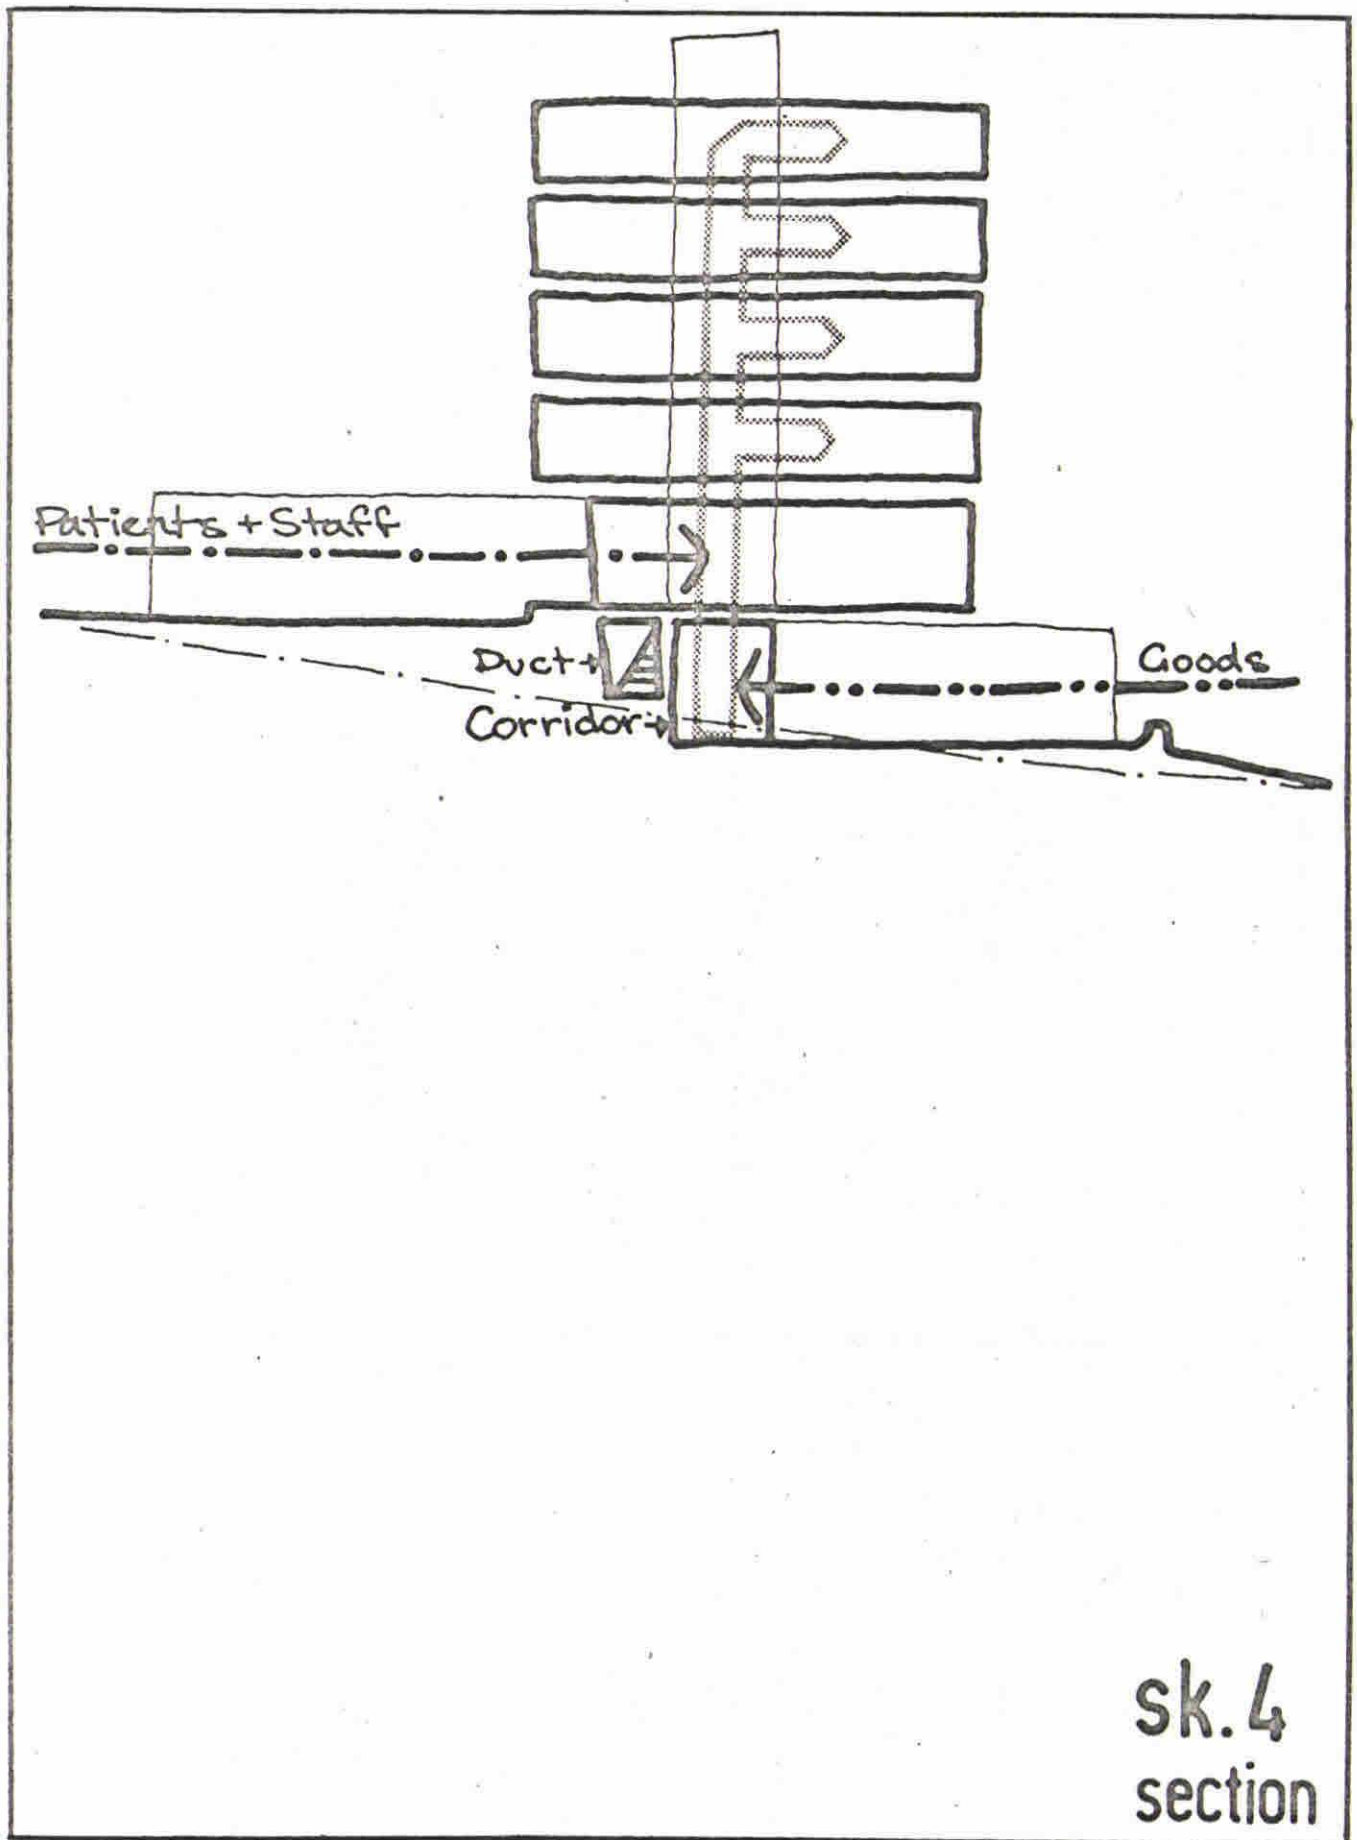 Patients + Staff
Duct
Goods
Corridor
sk.4
section